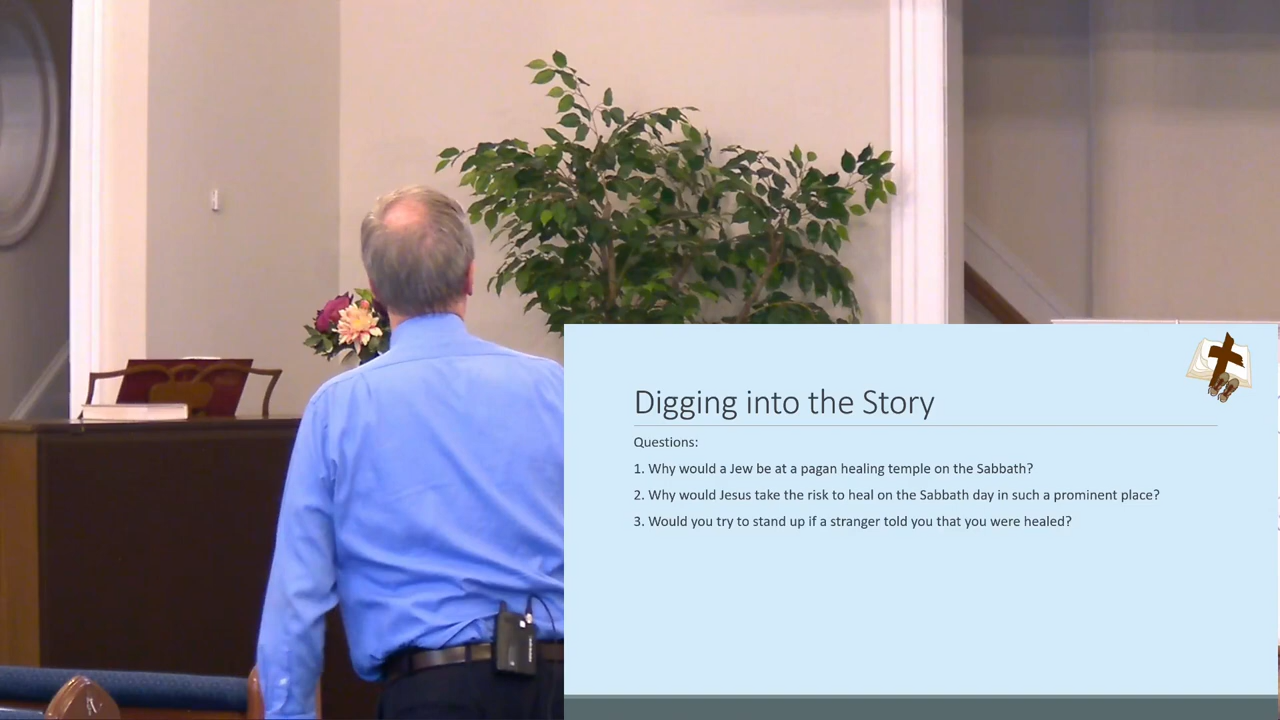 Digging into the Story
Questions:
1. Why would a Jew be at a pagan healing temple on the Sabbath?
2. Why would Jesus take the risk to heal on the Sabbath day in such a prominent place?
3. Would you try to stand up if a stranger told you that you were healed?